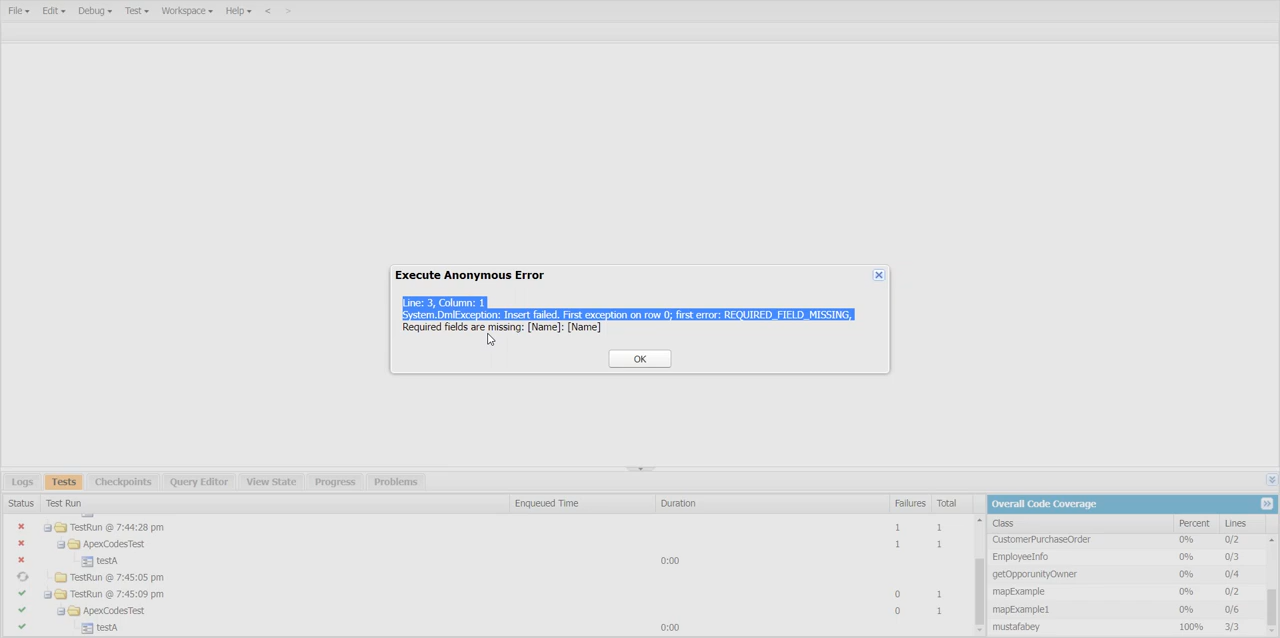 File Edit Debug Test Workspace Help < >
Execute Anonymous Error
Line: 3, Column: 1
System.DmlException: Insert failed. First exception on row 0; first error: REQUIRED_FIELD_MISSING,
Required fields are missing: [Name]: [Name]
OK
Logs Tests Checkpoints Query Editor View State Progress Problems
Status Test Run Enqueued Time Duration Failures Total
TestRun @ 7:44:28 pm 1 1
ApexCodesTest 1 1
testA 0:00
TestRun @ 7:45:05 pm
TestRun @ 7:45:09 pm 0 1
ApexCodesTest 0 1
testA 0:00
Overall Code Coverage
Class Percent Lines
CustomerPurchaseOrder 0% 0/2
EmployeeInfo 0% 0/3
getOpporunityOwner 0% 0/4
mapExample 0% 0/2
mapExample1 0% 0/6
mustafabey 100% 3/3